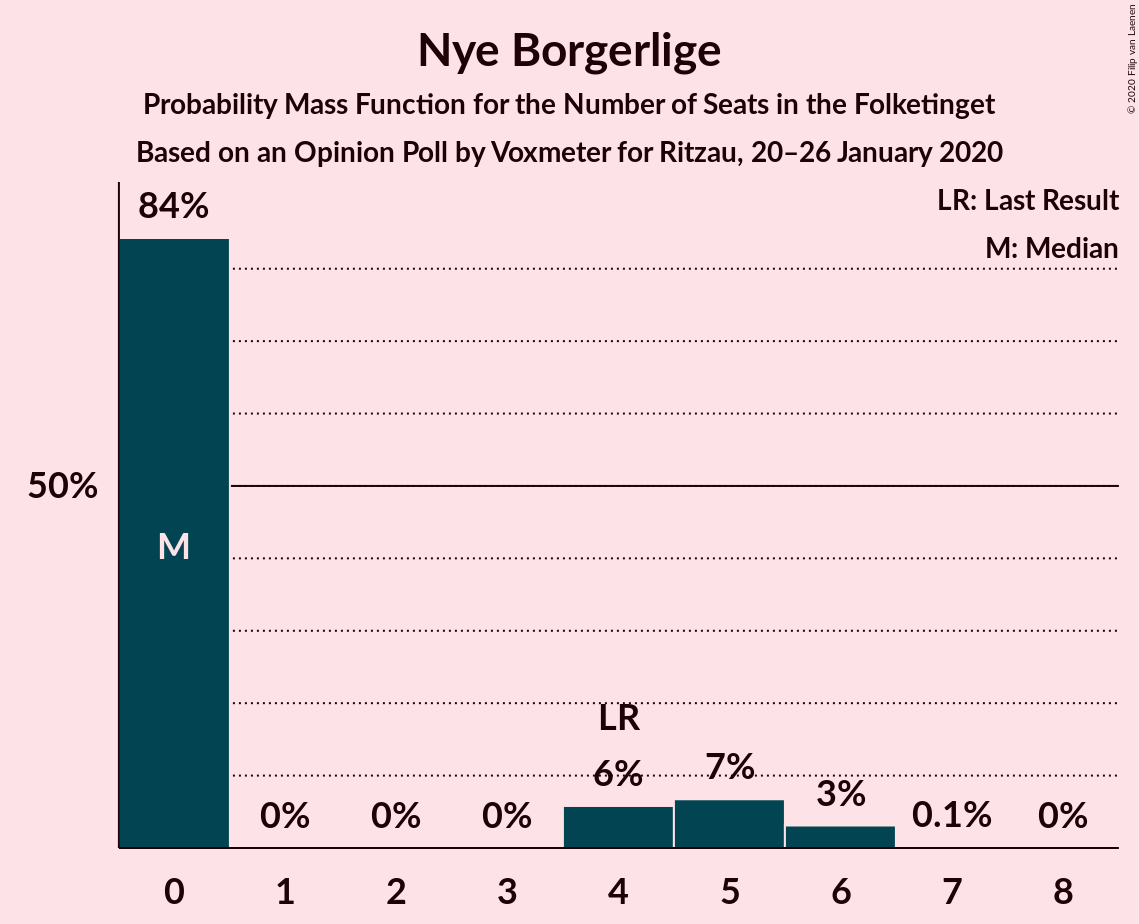 Nye Borgerlige
Probability Mass Function for the Number of Seats in the Folketinget
Based on an Opinion Poll by Voxmeter for Ritzau, 20–26 January 2020
© 2020 Filip van Laenen
LR: Last Result
M: Median
84%
50%
M
LR
0% 0% 0% 6% 7% 3% 0.1% 0%
0 1 2 3 4 5 6 7 8